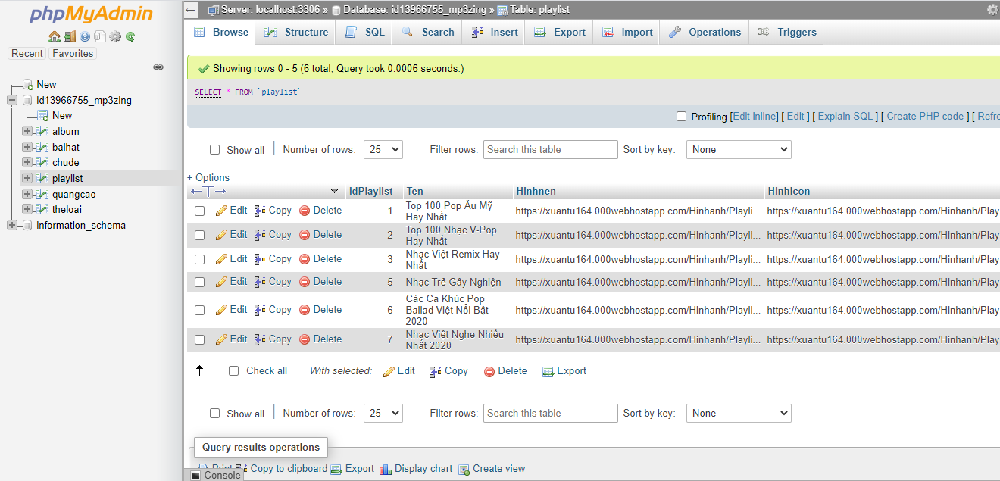 phpMyAdmin
Recent Favorites
New
id13966755_mp3zing
New
album
baihat
chude
playlist
quangcao
theloai
information_schema
Server: localhost:3306 » Database: id13966755_mp3zing » Table: playlist
Browse Structure SQL Search Insert Export Import Operations Triggers
Showing rows 0 - 5 (6 total, Query took 0.0006 seconds.)
SELECT * FROM `playlist`
Profiling [Edit inline] [ Edit ] [ Explain SQL ] [ Create PHP code ] [ Refre
Show all Number of rows: 25 Filter rows: Search this table Sort by key: None
+ Options
idPlaylist Ten Hinhnen Hinhicon
Edit Copy Delete 1 Top 100 Pop Âu Mỹ https://xuantu164.000webhostapp.com/Hinhanh/Playli... https://xuantu164.000webhostapp.com/Hinhanh/Play
Hay Nhất
Edit Copy Delete 2 Top 100 Nhạc V-Pop https://xuantu164.000webhostapp.com/Hinhanh/Playli... https://xuantu164.000webhostapp.com/Hinhanh/Play
Hay Nhất
Edit Copy Delete 3 Nhạc Việt Remix Hay https://xuantu164.000webhostapp.com/Hinhanh/Playli... https://xuantu164.000webhostapp.com/Hinhanh/Play
Nhất
Edit Copy Delete 5 Nhạc Trẻ Gây Nghiện https://xuantu164.000webhostapp.com/Hinhanh/Playli... https://xuantu164.000webhostapp.com/Hinhanh/Play
Edit Copy Delete 6 Các Ca Khúc Pop
Ballad Việt Nổi Bật https://xuantu164.000webhostapp.com/Hinhanh/Playli... https://xuantu164.000webhostapp.com/Hinhanh/Play
2020
Edit Copy Delete 7 Nhạc Việt Nghe Nhiều https://xuantu164.000webhostapp.com/Hinhanh/Playli... https://xuantu164.000webhostapp.com/Hinhanh/Play
Nhất 2020
Check all With selected: Edit Copy Delete Export
Show all Number of rows: 25 Filter rows: Search this table Sort by key: None
Query results operations
Print Copy to clipboard Export Display chart Create view
Console